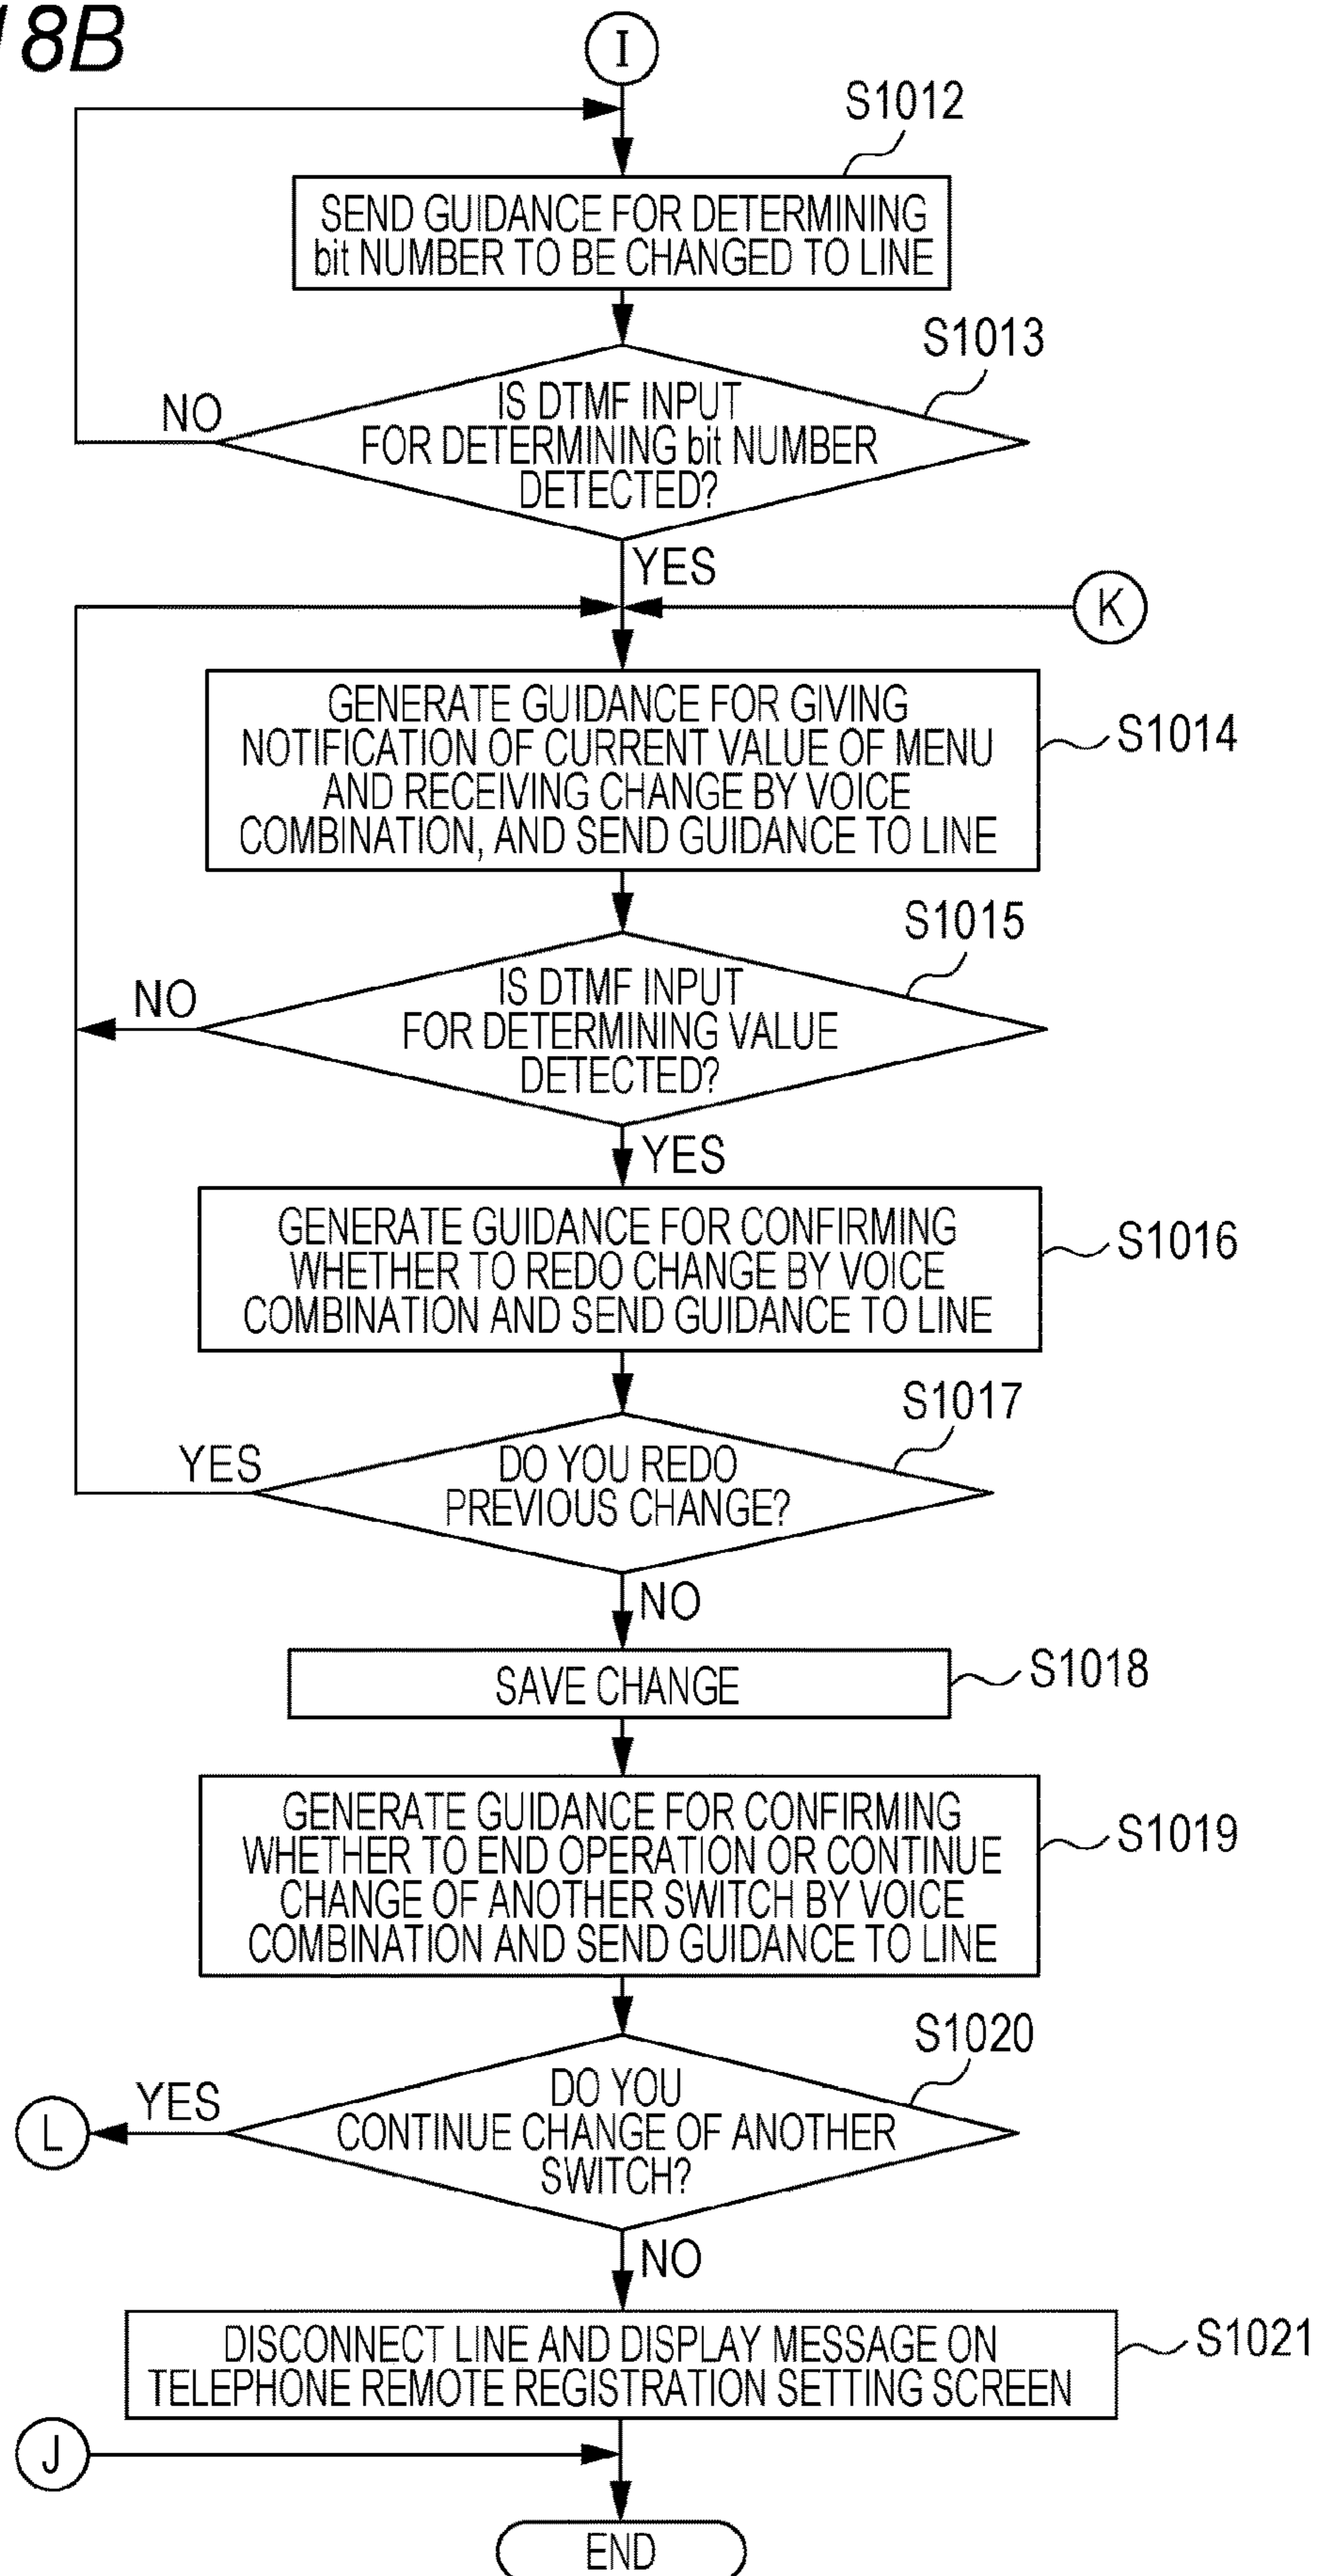 18B
I
S1012
SEND GUIDANCE FOR DETERMINING
bit NUMBER TO BE CHANGED TO LINE
S1013
IS DTMF INPUT
FOR DETERMINING bit NUMBER
DETECTED?
NO
YES
K
GENERATE GUIDANCE FOR GIVING
NOTIFICATION OF CURRENT VALUE OF MENU
AND RECEIVING CHANGE BY VOICE
COMBINATION, AND SEND GUIDANCE TO LINE
S1014
S1015
IS DTMF INPUT
FOR DETERMINING VALUE
DETECTED?
NO
YES
GENERATE GUIDANCE FOR CONFIRMING
WHETHER TO REDO CHANGE BY VOICE
COMBINATION AND SEND GUIDANCE TO LINE
S1016
S1017
DO YOU REDO
PREVIOUS CHANGE?
YES
NO
SAVE CHANGE
S1018
GENERATE GUIDANCE FOR CONFIRMING
WHETHER TO END OPERATION OR CONTINUE
CHANGE OF ANOTHER SWITCH BY VOICE
COMBINATION AND SEND GUIDANCE TO LINE
S1019
S1020
DO YOU
CONTINUE CHANGE OF ANOTHER
SWITCH?
YES
L
NO
DISCONNECT LINE AND DISPLAY MESSAGE ON
TELEPHONE REMOTE REGISTRATION SETTING SCREEN
S1021
J
END